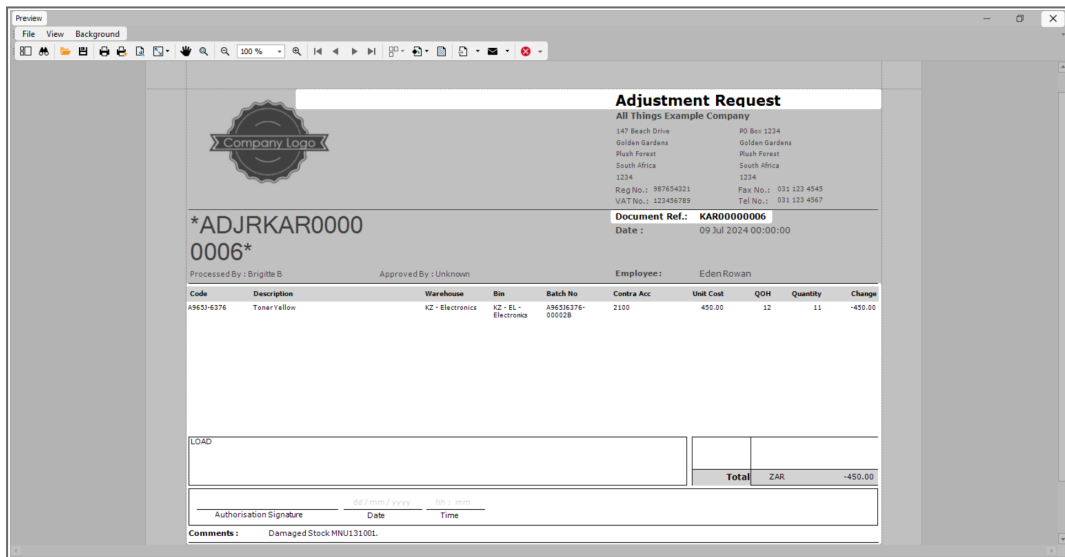 Preview
File View Background
100 %
Adjustment Request
All Things Example Company
147 Beach Drive PO Box 1234
Golden Gardens Golden Gardens
Plush Forest Plush Forest
South Africa South Africa
1234 1234
Reg No.: 987654321 Fax No.: 031 123 4545
VAT No.: 123456789 Tel No.: 031 123 4567
Company Logo
*ADJRKAR0000
0006*
Document Ref.: KAR00000006
Date : 09 Jul 2024 00:00:00
Processed By : Brigitte B Approved By : Unknown Employee : Eden Rowan
Code Description Warehouse Bin Batch No Contra Acc Unit Cost QOH Quantity Change
A965J-6376 Toner Yellow KZ - Electronics KZ - EL - A965J6376- 2100 450.00 12 11 -450.00
Electronics 00002B
LOAD
Total ZAR -450.00
dd / mm / yyyy hh : mm
Authorisation Signature Date Time
Comments : Damaged Stock MNU131001.